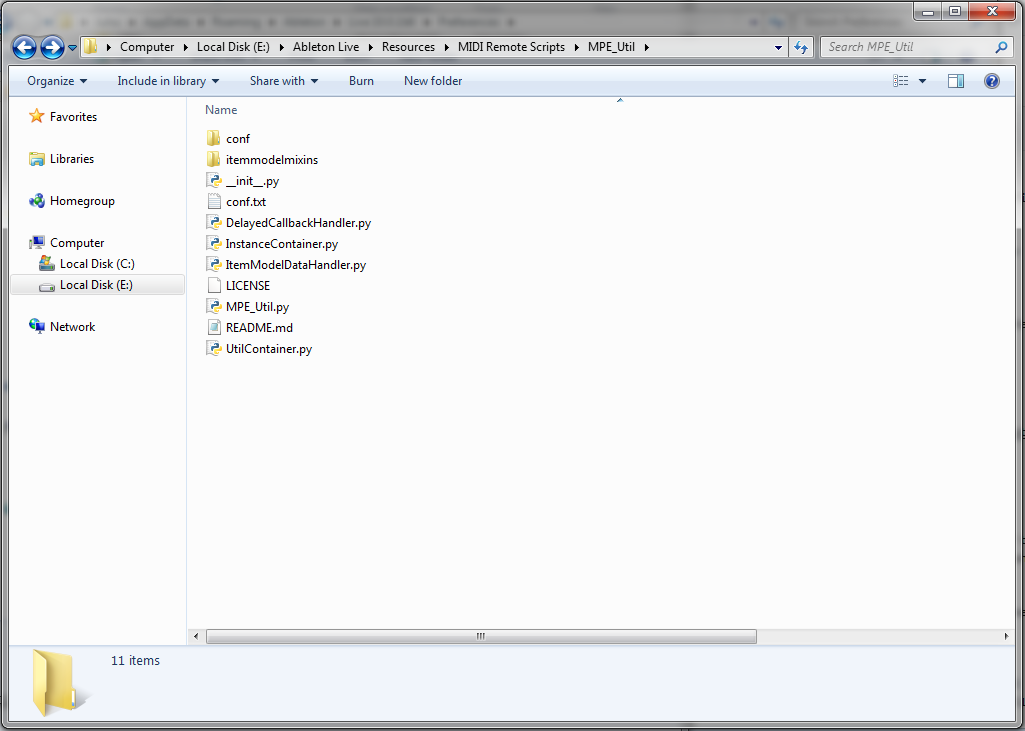 Computer Local Disk (E:) Ableton Live Resources MIDI Remote Scripts MPE_Util Search MPE_Util
Organize Include in library Share with Burn New folder
Favorites
Libraries
Homegroup
Computer
Local Disk (C:)
Local Disk (E:)
Network
Name
conf
itemmodelmixins
__init__.py
conf.txt
DelayedCallbackHandler.py
InstanceContainer.py
ItemModelDataHandler.py
LICENSE
MPE_Util.py
README.md
UtilContainer.py
11 items